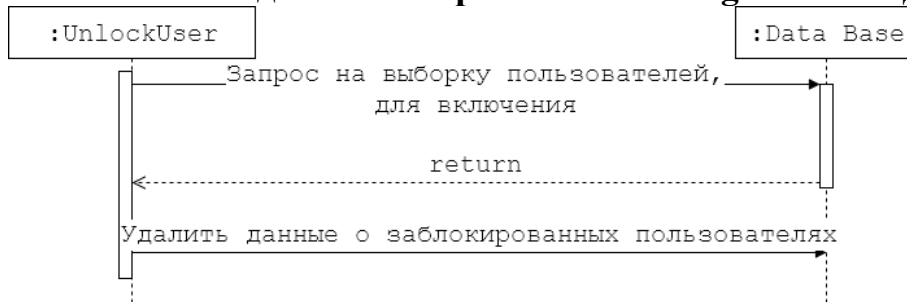 :UnlockUser
:Data Base
Запрос на выборку пользователей,
для включения
return
Удалить данные о заблокированных пользователях